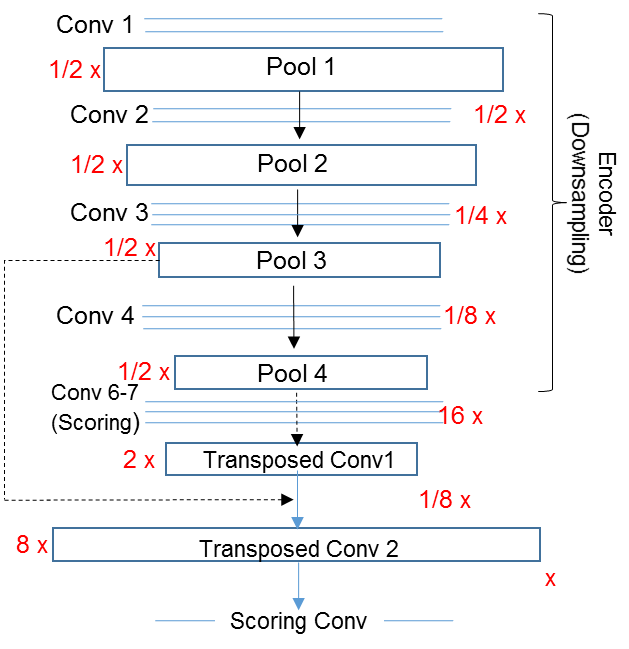 Conv 1
1/2 x
Pool 1
Conv 2
1/2 x
1/2 x
Pool 2
Conv 3
1/4 x
1/2 x
Pool 3
Conv 4
1/8 x
1/2 x
Pool 4
Conv 6-7
(Scoring)
16 x
2 x
Transposed Conv1
1/8 x
8 x
Transposed Conv 2
x
Scoring Conv
Encoder
(Downsampling)